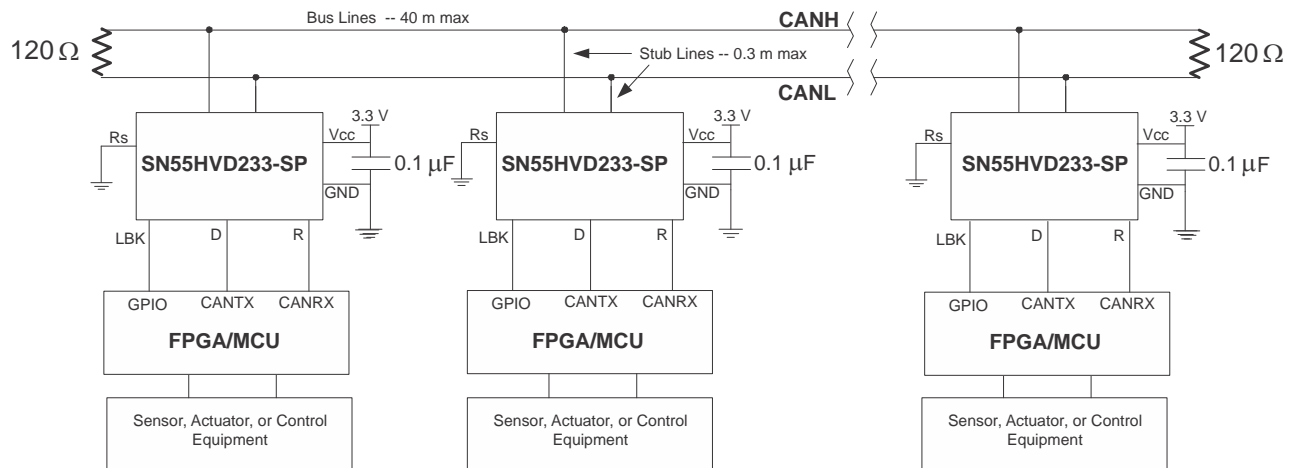 Bus Lines -- 40 m max
CANH
120 Ω
Stub Lines -- 0.3 m max
120 Ω
CANL
Rs
SN55HVD233-SP
Vcc
3.3 V
0.1 μF
GND
LBK
D
R
GPIO
CANTX
CANRX
FPGA/MCU
Sensor, Actuator, or Control
Equipment
Rs
SN55HVD233-SP
Vcc
3.3 V
0.1 μF
GND
LBK
D
R
GPIO
CANTX
CANRX
FPGA/MCU
Sensor, Actuator, or Control
Equipment
Rs
SN55HVD233-SP
Vcc
3.3 V
0.1 μF
GND
LBK
D
R
GPIO
CANTX
CANRX
FPGA/MCU
Sensor, Actuator, or Control
Equipment